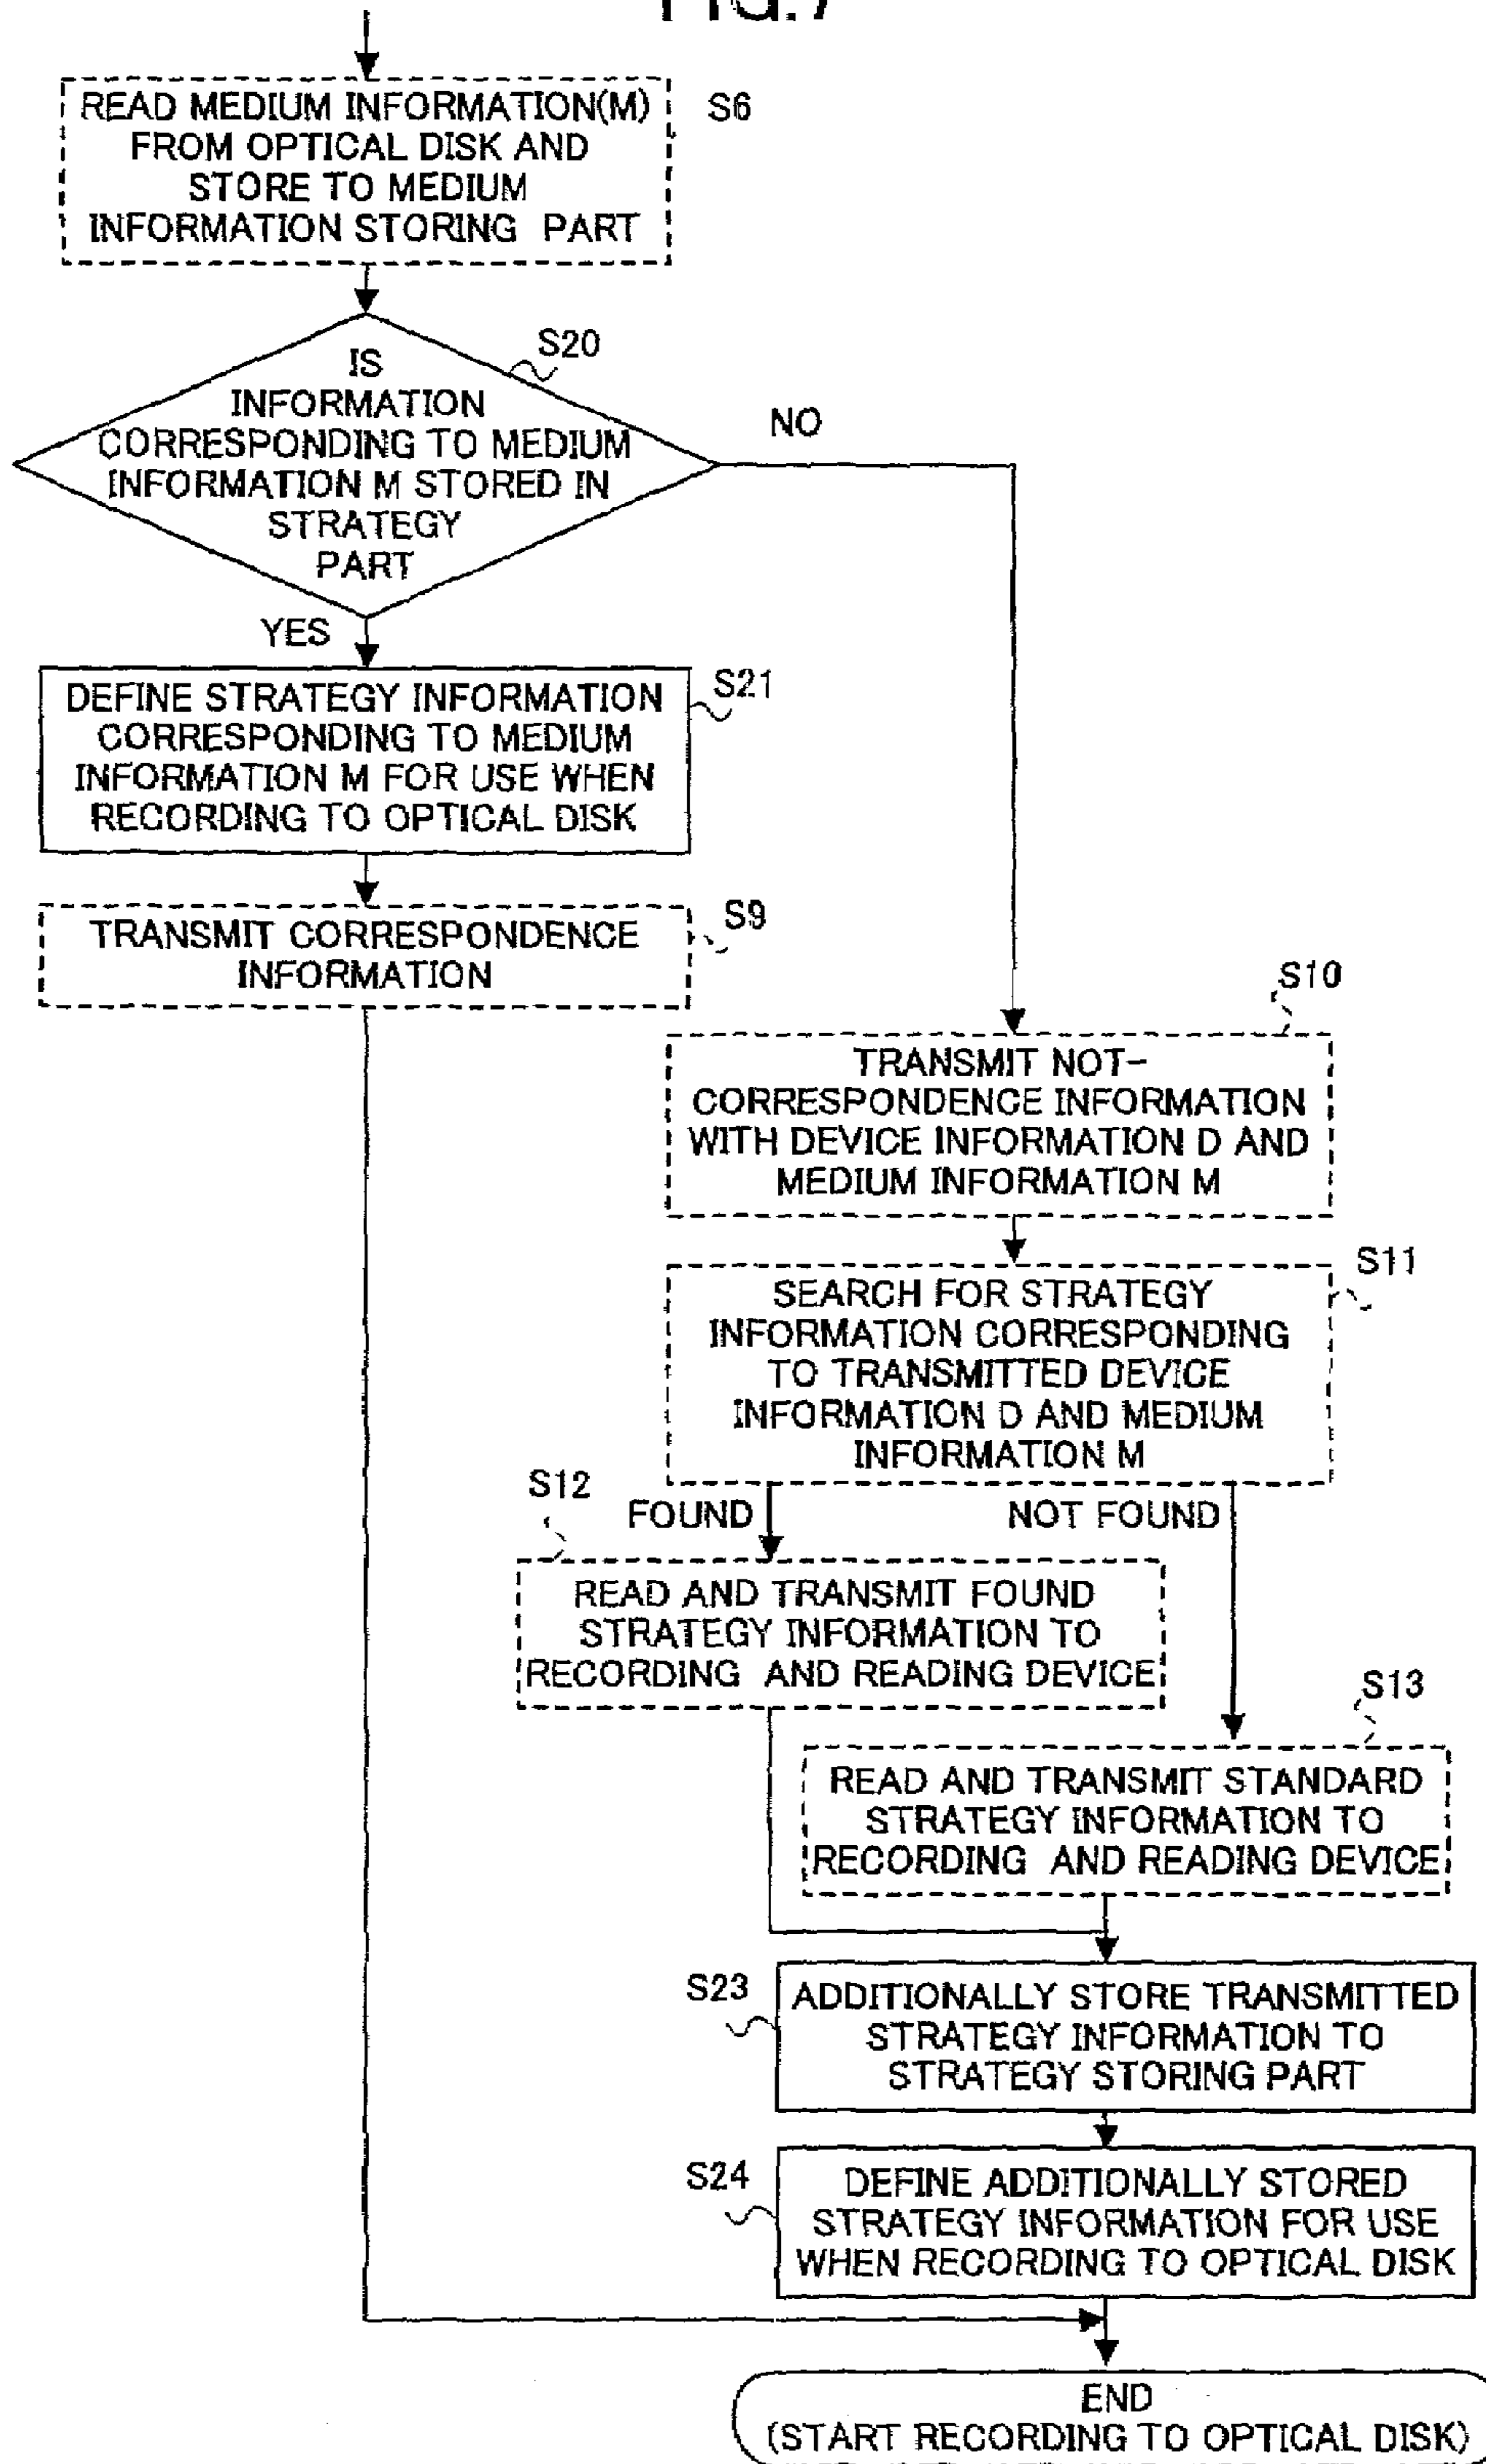 FIG.7
READ MEDIUM INFORMATION(M)
FROM OPTICAL DISK AND
STORE TO MEDIUM
INFORMATION STORING PART
S6
IS
INFORMATION
CORRESPONDING TO MEDIUM
INFORMATION M STORED IN
STRATEGY
PART
S20
NO
YES
DEFINE STRATEGY INFORMATION
CORRESPONDING TO MEDIUM
INFORMATION M FOR USE WHEN
RECORDING TO OPTICAL DISK
S21
TRANSMIT CORRESPONDENCE
INFORMATION
S9
S10
TRANSMIT NOT-
CORRESPONDENCE INFORMATION
WITH DEVICE INFORMATION D AND
MEDIUM INFORMATION M
S11
SEARCH FOR STRATEGY
INFORMATION CORRESPONDING
TO TRANSMITTED DEVICE
INFORMATION D AND MEDIUM
INFORMATION M
S12
FOUND
NOT FOUND
READ AND TRANSMIT FOUND
STRATEGY INFORMATION TO
RECORDING AND READING DEVICE
S13
READ AND TRANSMIT STANDARD
STRATEGY INFORMATION TO
RECORDING AND READING DEVICE
S23
ADDITIONALLY STORE TRANSMITTED
STRATEGY INFORMATION TO
STRATEGY STORING PART
S24
DEFINE ADDITIONALLY STORED
STRATEGY INFORMATION FOR USE
WHEN RECORDING TO OPTICAL DISK
END
(START RECORDING TO OPTICAL DISK)